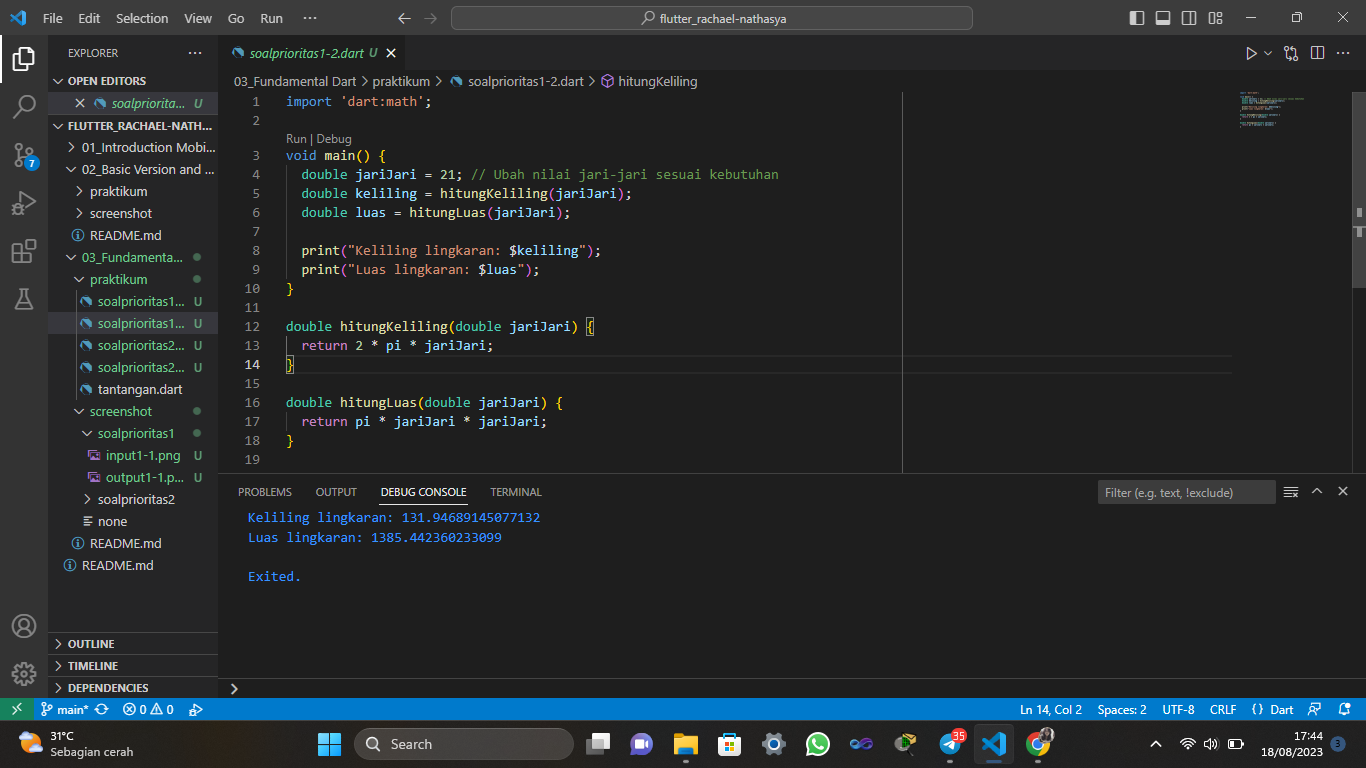 File Edit Selection View Go Run ··· flutter_rachael-nathasya
EXPLORER ···
OPEN EDITORS
soalpriorita... U
FLUTTER_RACHAEL-NATH...
01_Introduction Mobi...
02_Basic Version and ...
praktikum
screenshot
README.md
03_Fundamenta...
praktikum
soalprioritas1... U
soalprioritas1... U
soalprioritas2... U
soalprioritas2... U
tantangan.dart
screenshot
soalprioritas1
input1-1.png U
output1-1.p... U
soalprioritas2
none
README.md
README.md
OUTLINE
TIMELINE
DEPENDENCIES
7
soalprioritas1-2.dart U
03_Fundamental Dart > praktikum > soalprioritas1-2.dart > hitungKeliling
1 import 'dart:math';
2
Run | Debug
3 void main() {
4 double jariJari = 21; // Ubah nilai jari-jari sesuai kebutuhan
5 double keliling = hitungKeliling(jariJari);
6 double luas = hitungLuas(jariJari);
7
8 print("Keliling lingkaran: $keliling");
9 print("Luas lingkaran: $luas");
10 }
11
12 double hitungKeliling(double jariJari) {
13 return 2 * pi * jariJari;
14 }
15
16 double hitungLuas(double jariJari) {
17 return pi * jariJari * jariJari;
18 }
19
PROBLEMS OUTPUT DEBUG CONSOLE TERMINAL Filter (e.g. text, !exclude)
Keliling lingkaran: 131.94689145077132
Luas lingkaran: 1385.442360233099
Exited.
main* 0 0 Ln 14, Col 2 Spaces: 2 UTF-8 CRLF {} Dart
31°C
Sebagian cerah
Search
35
17:44
18/08/2023
3